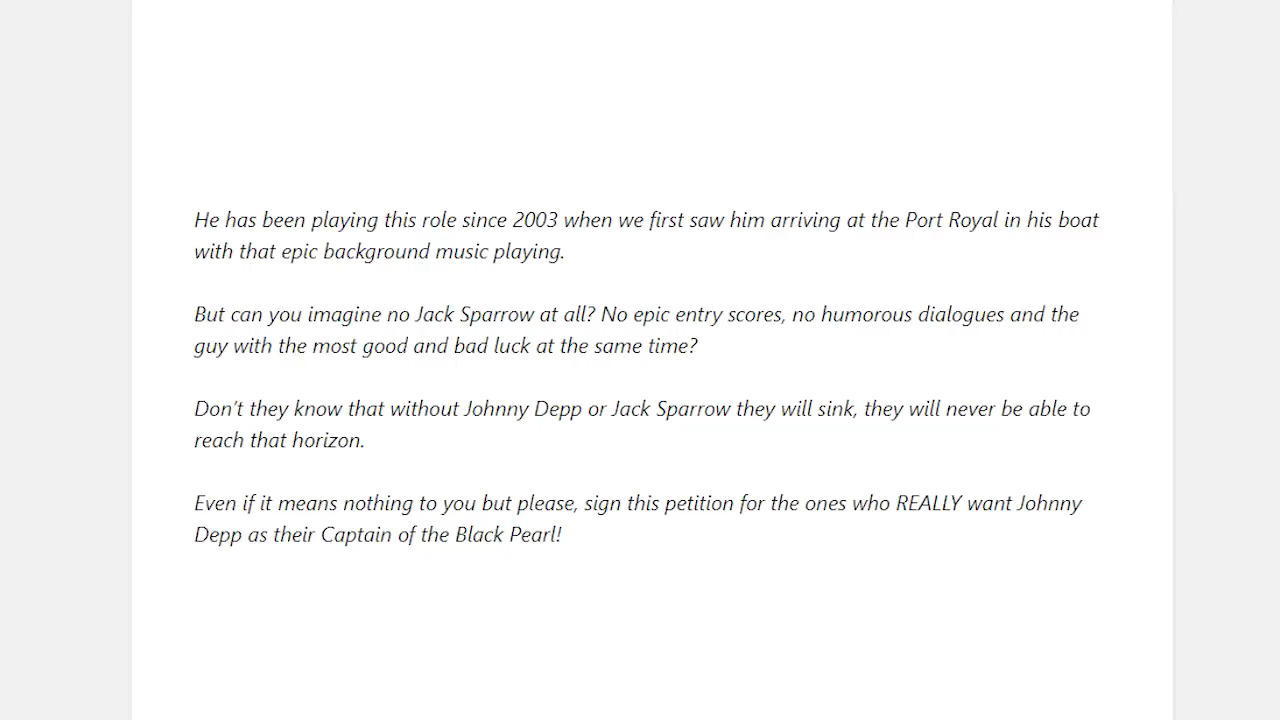 He has been playing this role since 2003 when we first saw him arriving at the Port Royal in his boat
with that epic background music playing.
But can you imagine no Jack Sparrow at all? No epic entry scores, no humorous dialogues and the
guy with the most good and bad luck at the same time?
Don't they know that without Johnny Depp or Jack Sparrow they will sink, they will never be able to
reach that horizon.
Even if it means nothing to you but please, sign this petition for the ones who REALLY want Johnny
Depp as their Captain of the Black Pearl!